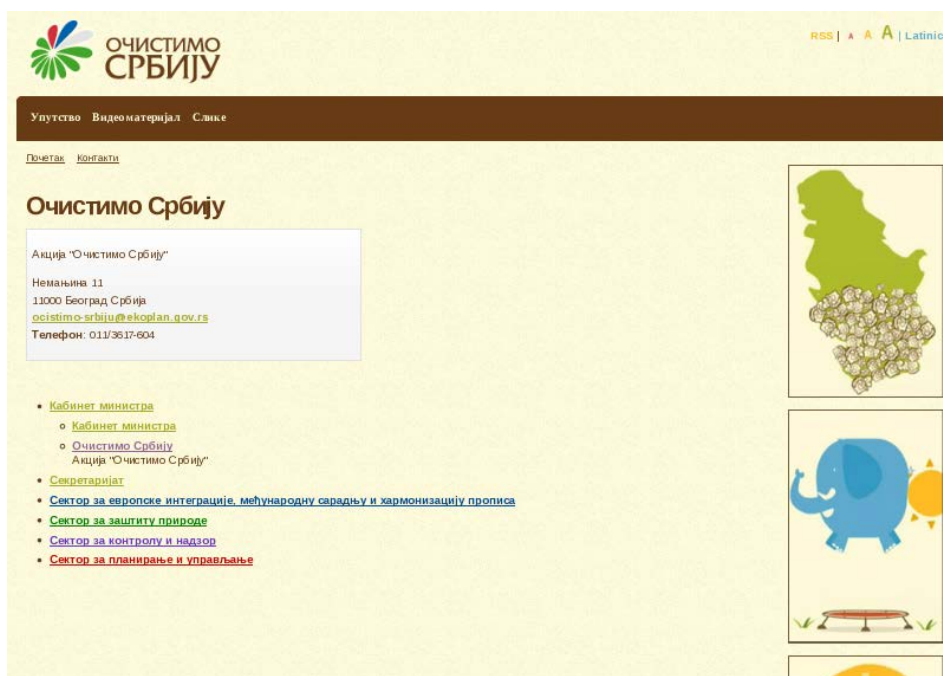 ОЧИСТИМО
СРБИЈУ
RSS | A A A | Latinic
Упутство Видеоматеријал Слике
Почетак Контакти
Очистимо Србију
Акција "Очистимо Србију"
Немањина 11
11000 Београд Србија
ocistimo-srbiju@ekoplan.gov.rs
Телефон: 011/3617-604
Кабинет министра
Кабинет министра
Очистимо Србију
Акција "Очистимо Србију"
Секретаријат
Сектор за европске интеграције, међународну сарадњу и хармонизацију прописа
Сектор за заштиту природе
Сектор за контролу и надзор
Сектор за планирање и управљање